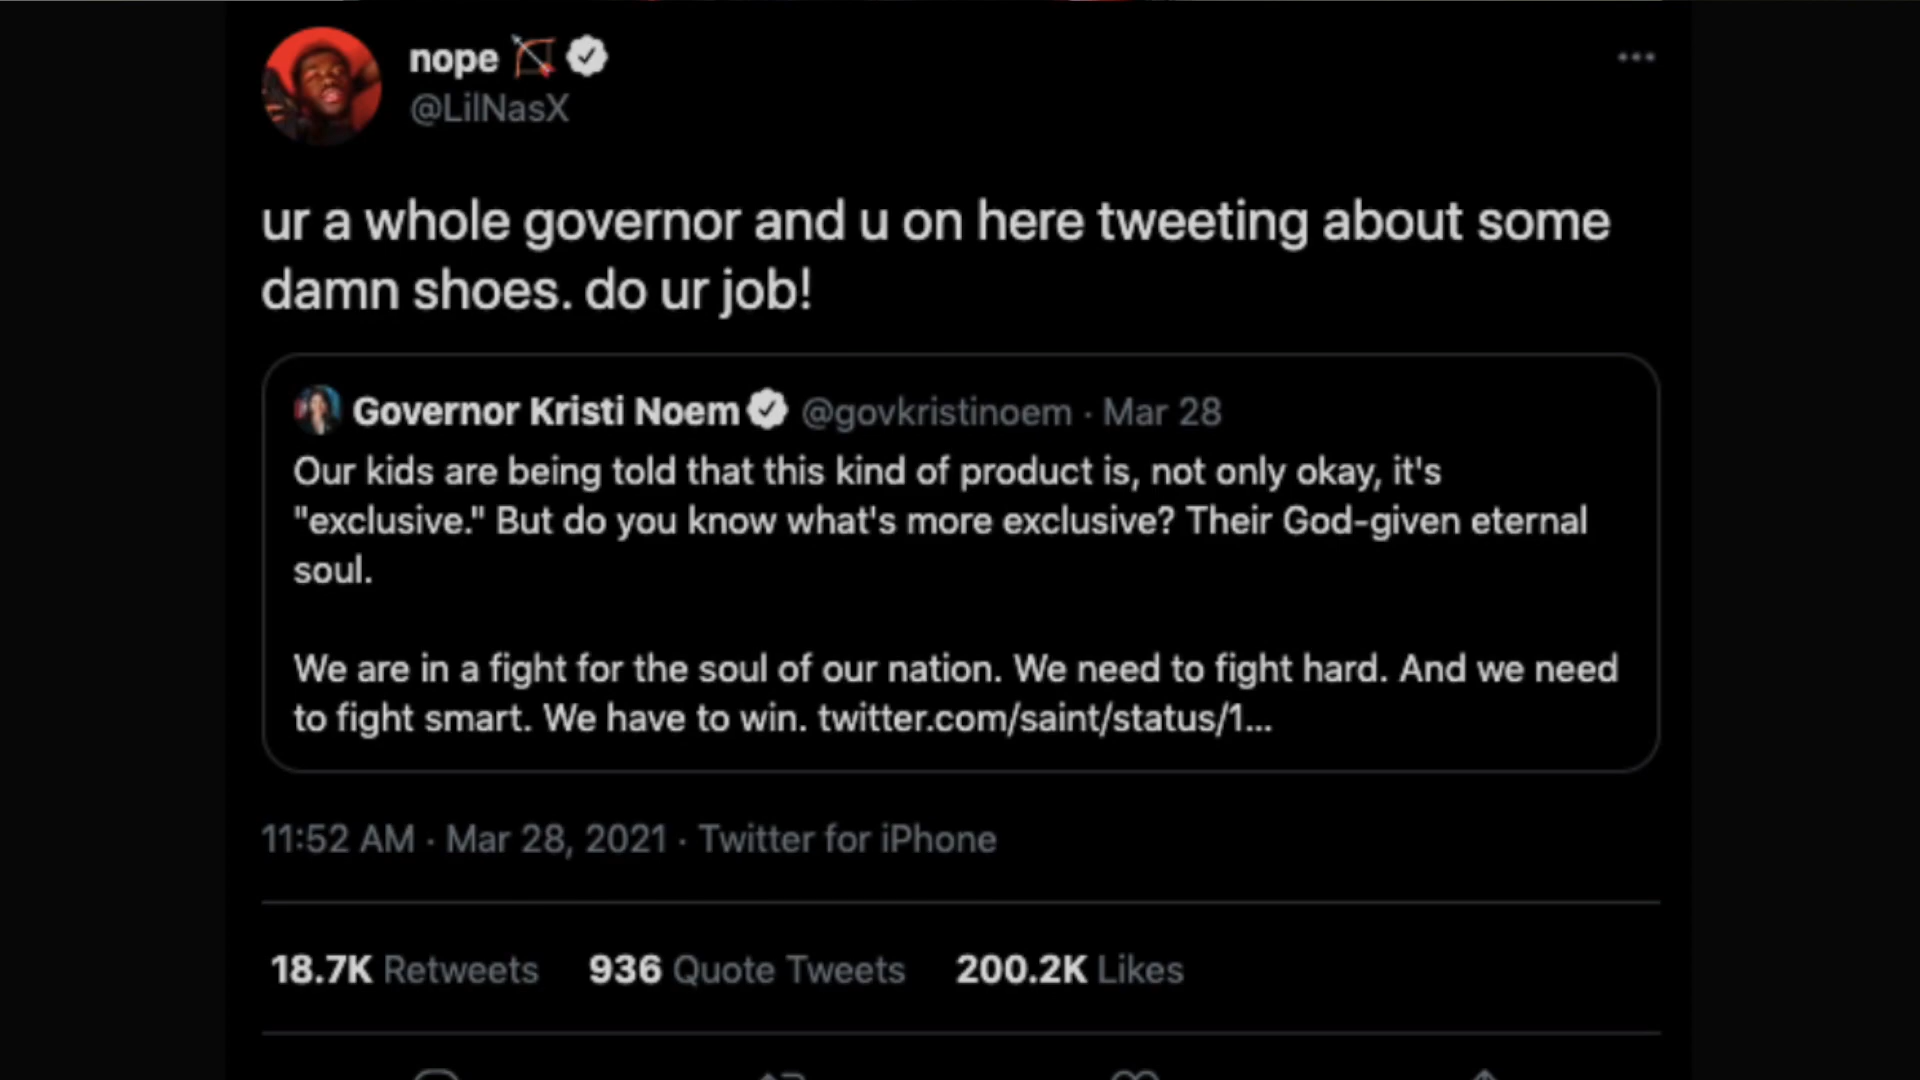 nope
@LilNasX
ur a whole governor and u on here tweeting about some
damn shoes. do ur job!
Governor Kristi Noem @govkristinoem · Mar 28
Our kids are being told that this kind of product is, not only okay, it's
"exclusive." But do you know what's more exclusive? Their God-given eternal
soul.
We are in a fight for the soul of our nation. We need to fight hard. And we need
to fight smart. We have to win. twitter.com/saint/status/1...
11:52 AM · Mar 28, 2021 · Twitter for iPhone
18.7K Retweets 936 Quote Tweets 200.2K Likes